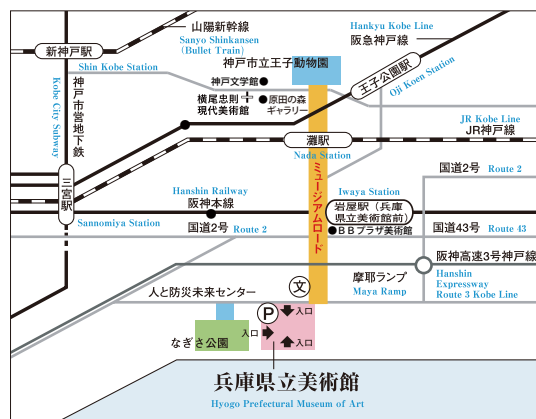 山陽新幹線
Sanyo Shinkansen
(Bullet Train)
Hankyu Kobe Line
阪急神戸線
新神戸駅
Shin Kobe Station
神戸市立王子動物園
神戸文学館
王子公園駅
Oji Koen Station
横尾忠則
現代美術館
原田の森
ギャラリー
神戸市営地下鉄
Kobe City Subway
JR Kobe Line
JR神戸線
灘駅
Nada Station
ミュージアムロード
三宮駅
Sannomiya Station
Hanshin Railway
阪神本線
Iwaya Station
岩屋駅（兵庫
県立美術館前）
国道2号 Route 2
国道2号 Route 2
BBプラザ美術館
国道43号 Route 43
阪神高速3号神戸線
Hanshin
Expressway
Route 3 Kobe Line
摩耶ランプ
Maya Ramp
人と防災未来センター
文
P
入口
入口
入口
なぎさ公園
兵庫県立美術館
Hyogo Prefectural Museum of Art